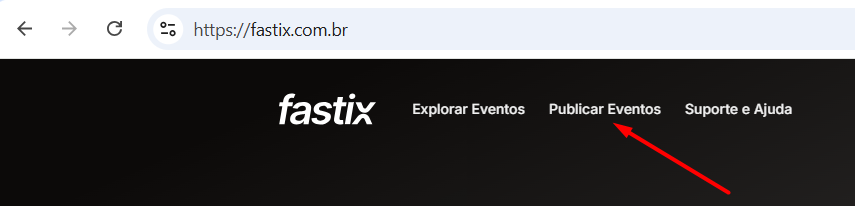 https://fastix.com.br
fastix Explorar Eventos Publicar Eventos Suporte e Ajuda